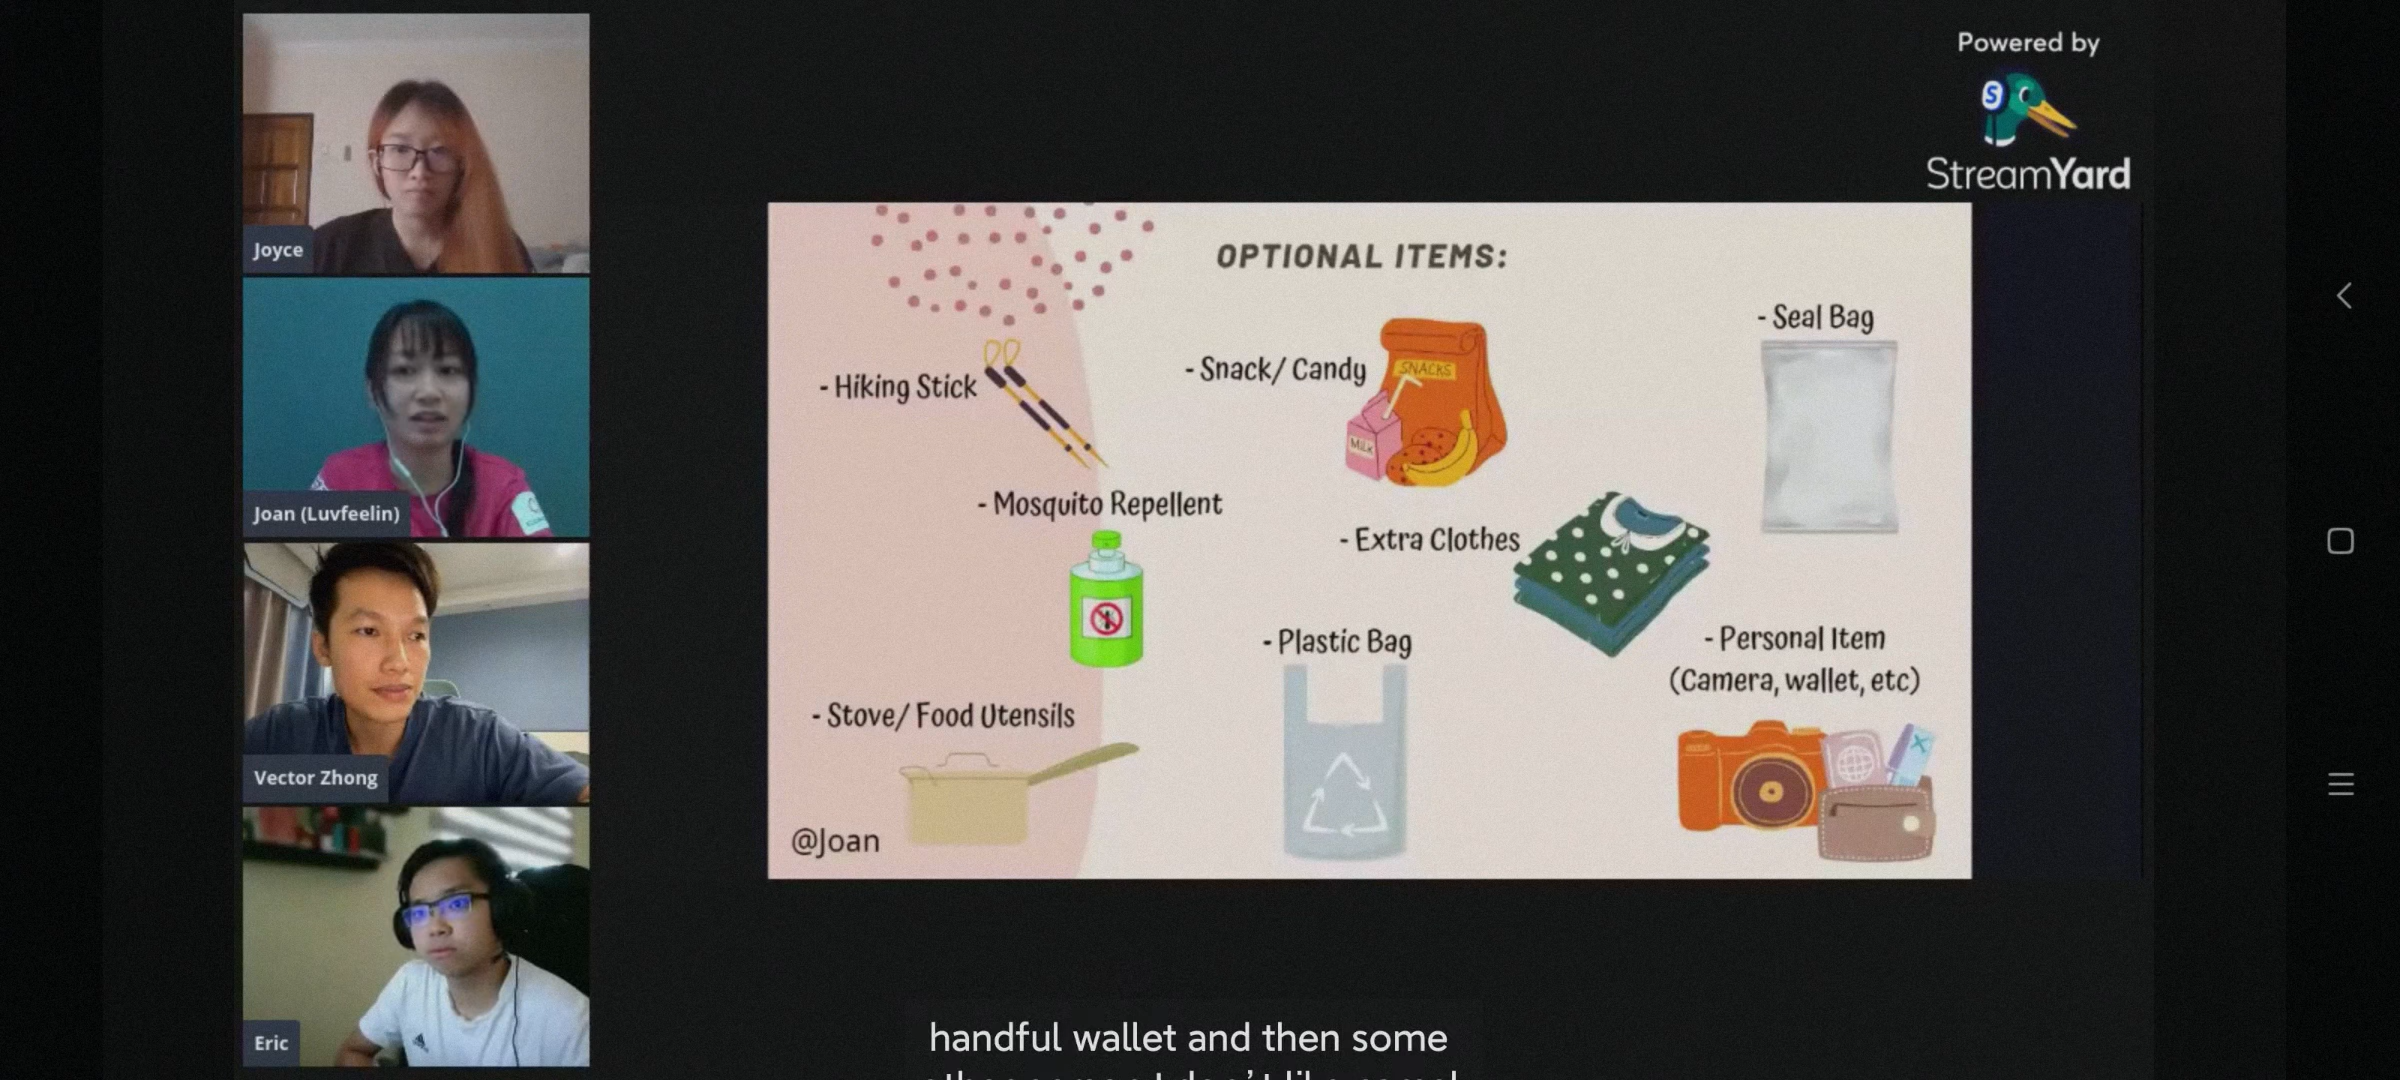 Powered by
S
StreamYard
Joyce
Joan (Luvfeelin)
Vector Zhong
Eric
OPTIONAL ITEMS:
- Hiking Stick
- Snack/ Candy
SNACKS
MILK
- Seal Bag
- Mosquito Repellent
- Extra Clothes
- Plastic Bag
- Personal Item
(Camera, wallet, etc)
- Stove/ Food Utensils
@Joan
handful wallet and then some